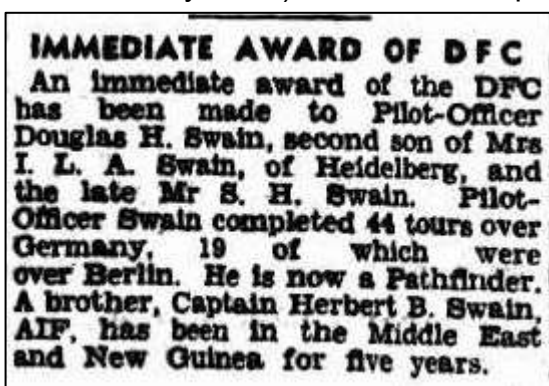 IMMEDIATE AWARD OF DFC
An immediate award of the DFC
has been made to Pilot-Officer
Douglas H. Swain, second son of Mrs
I. L. A. Swain, of Heidelberg, and
the late Mr S. H. Swain. Pilot-
Officer Swain completed 44 tours over
Germany, 19 of which were
over Berlin. He is now a Pathfinder.
A brother, Captain Herbert B. Swain,
AIF, has been in the Middle East
and New Guinea for five years.